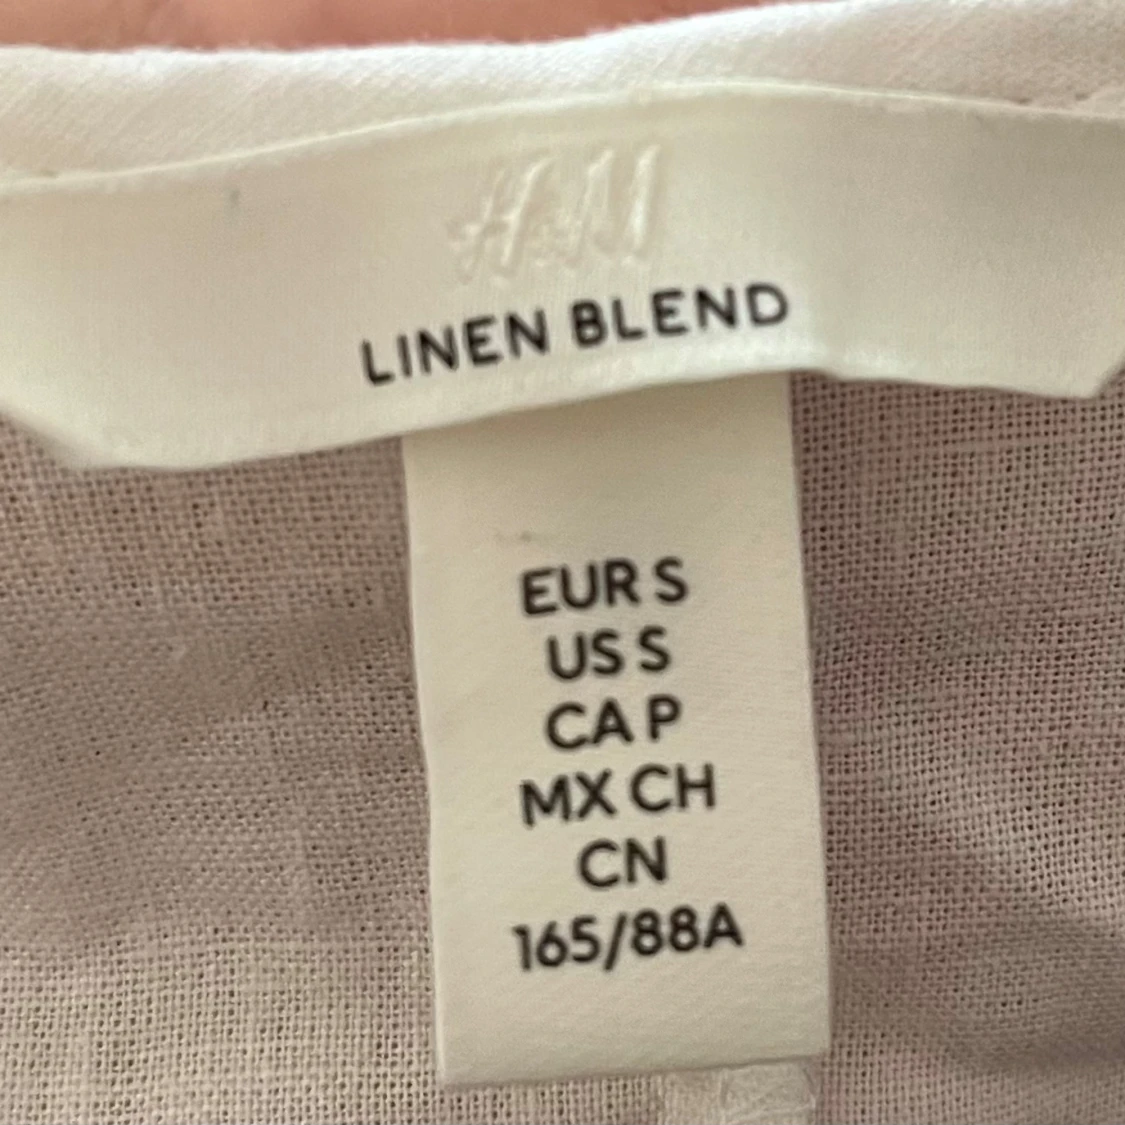 H&M
LINEN BLEND
EUR S
US S
CA P
MX CH
CN
165/88A